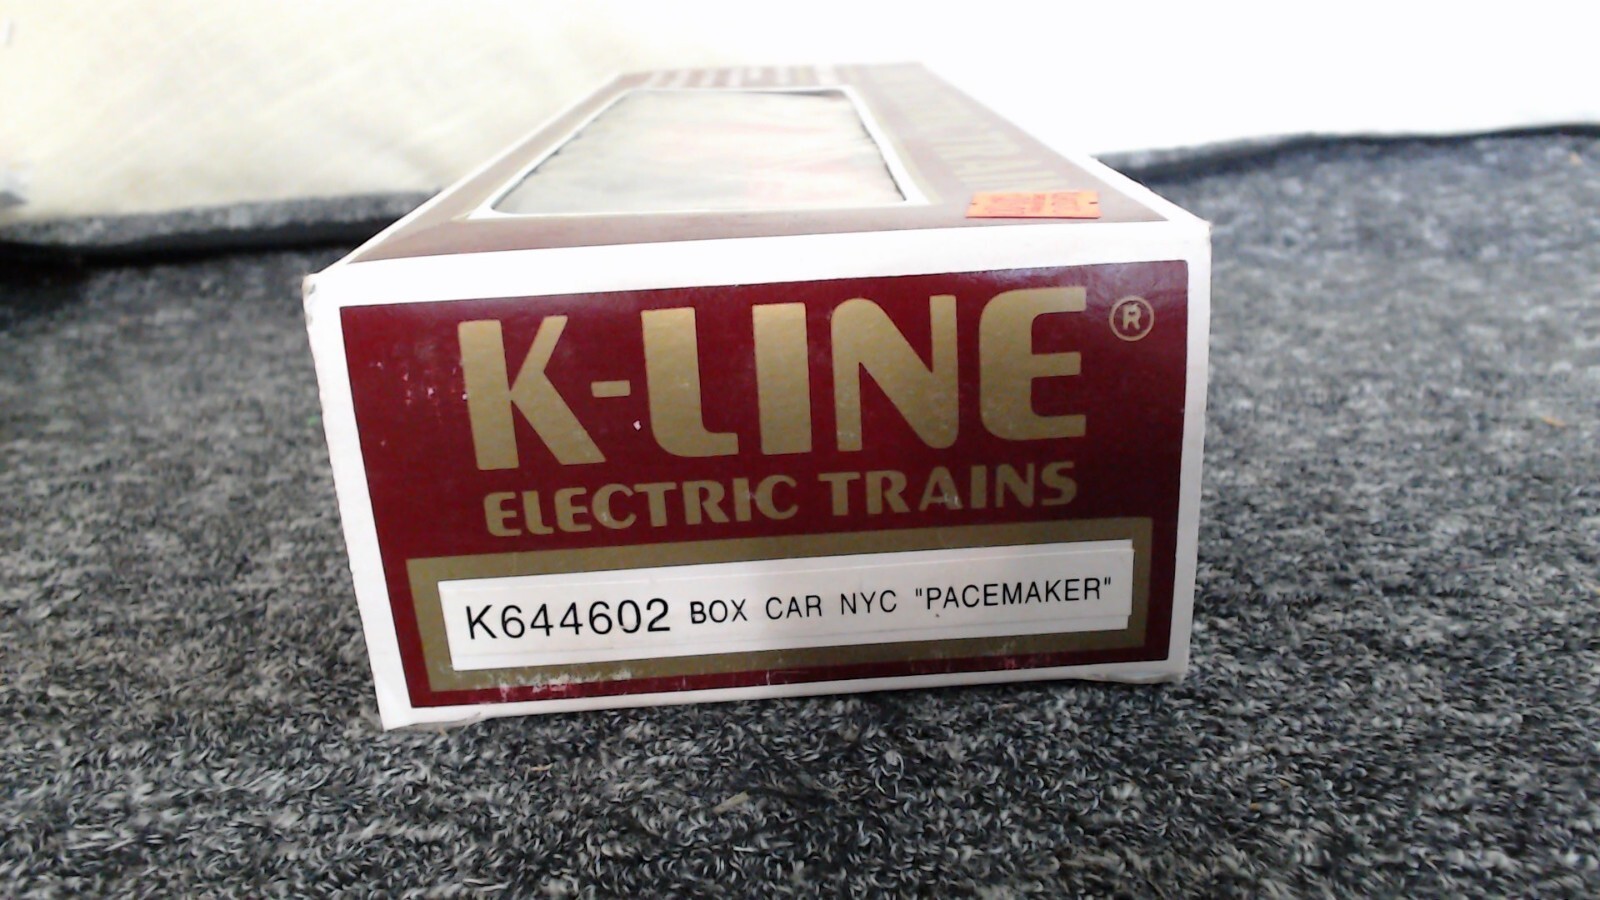 K-LINE®
ELECTRIC TRAINS
K644602 BOX CAR NYC "PACEMAKER"